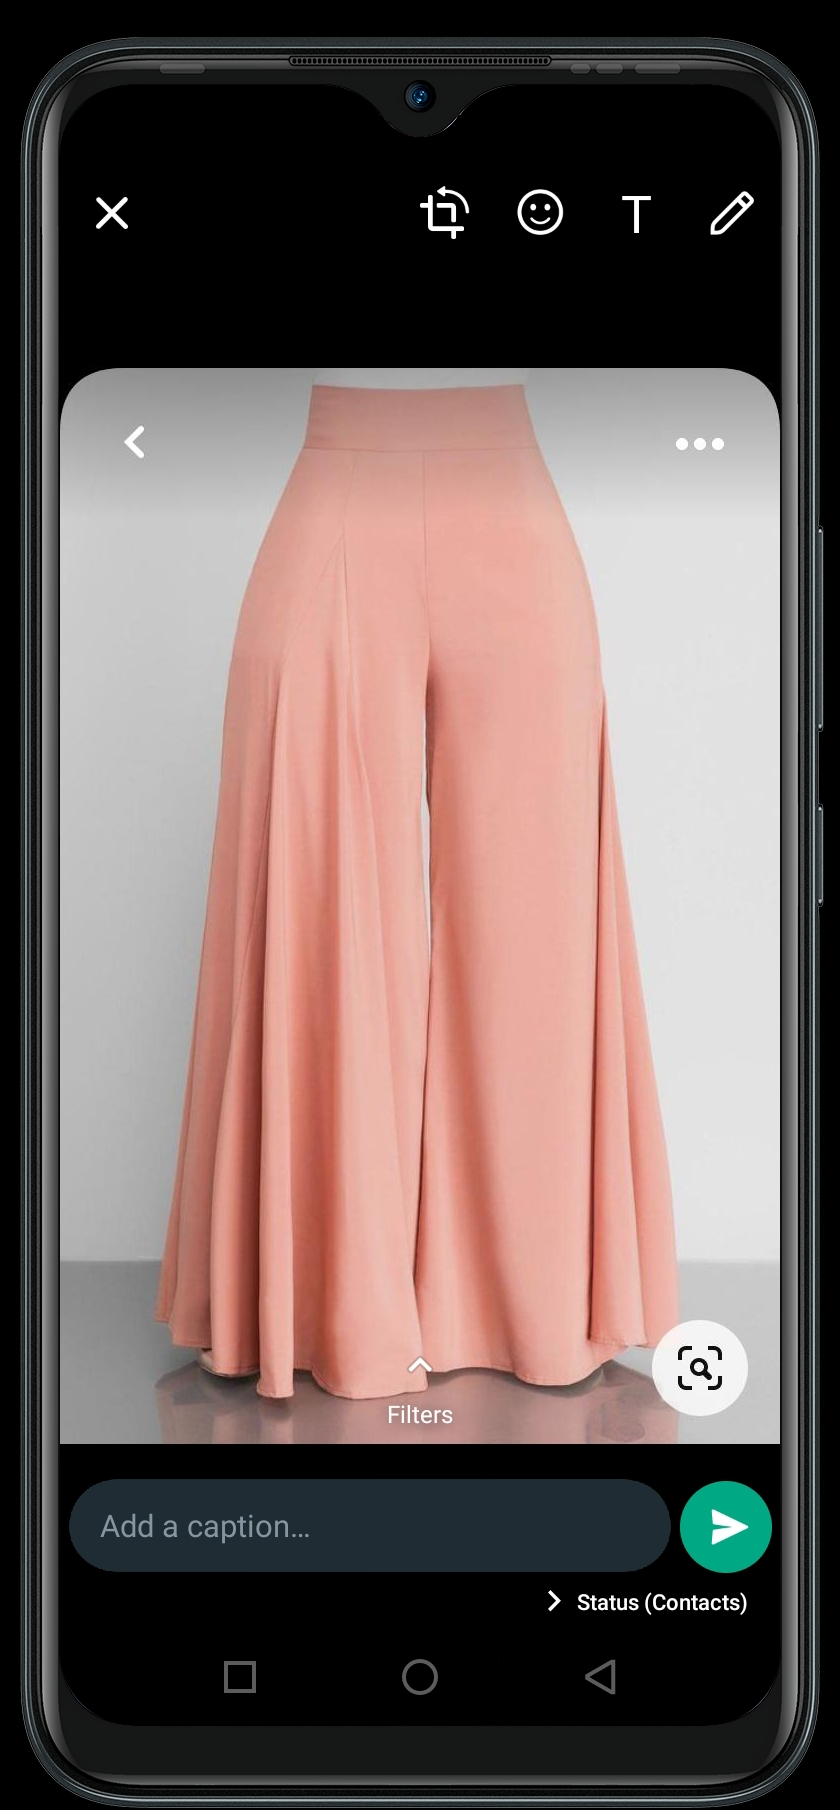 T
Filters
Add a caption...
Status (Contacts)